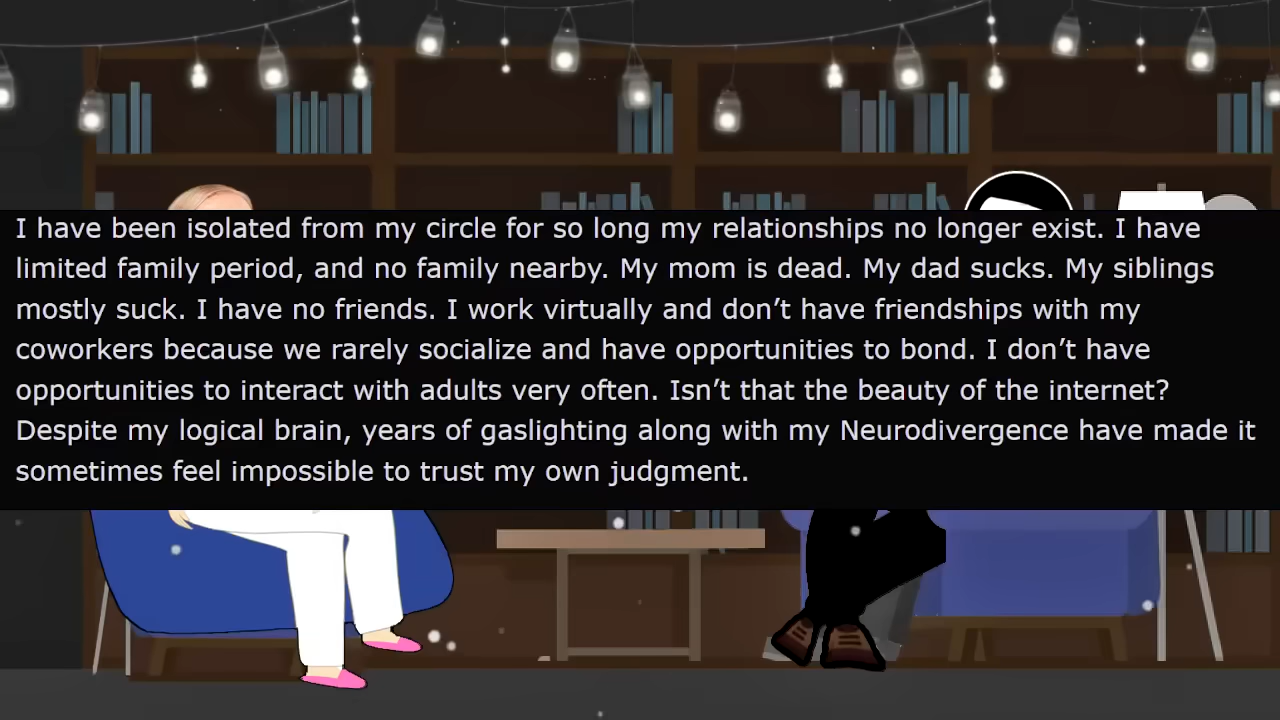 I have been isolated from my circle for so long my relationships no longer exist. I have
limited family period, and no family nearby. My mom is dead. My dad sucks. My siblings
mostly suck. I have no friends. I work virtually and don’t have friendships with my
coworkers because we rarely socialize and have opportunities to bond. I don’t have
opportunities to interact with adults very often. Isn’t that the beauty of the internet?
Despite my logical brain, years of gaslighting along with my Neurodivergence have made it
sometimes feel impossible to trust my own judgment.